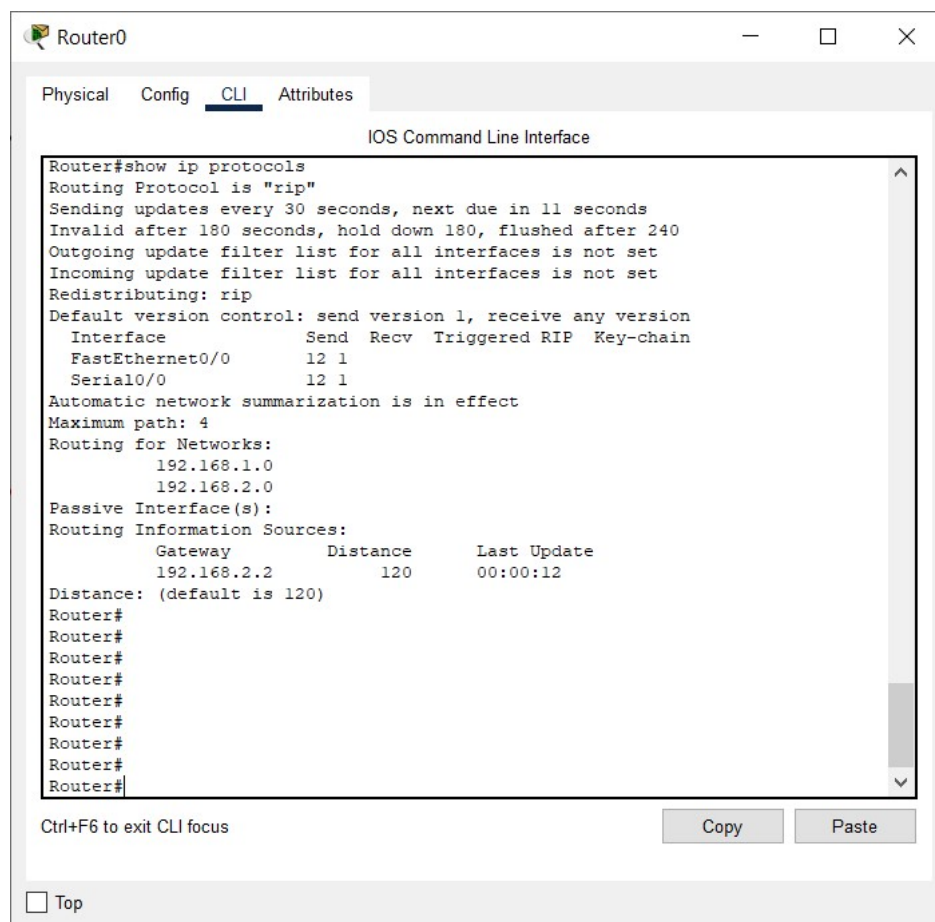 Router0
Physical Config CLI Attributes
IOS Command Line Interface
Router#show ip protocols
Routing Protocol is "rip"
Sending updates every 30 seconds, next due in 11 seconds
Invalid after 180 seconds, hold down 180, flushed after 240
Outgoing update filter list for all interfaces is not set
Incoming update filter list for all interfaces is not set
Redistributing: rip
Default version control: send version 1, receive any version
Interface Send Recv Triggered RIP Key-chain
FastEthernet0/0 12 1
Serial0/0 12 1
Automatic network summarization is in effect
Maximum path: 4
Routing for Networks:
192.168.1.0
192.168.2.0
Passive Interface(s):
Routing Information Sources:
Gateway Distance Last Update
192.168.2.2 120 00:00:12
Distance: (default is 120)
Router#
Router#
Router#
Router#
Router#
Router#
Router#
Router#
Router#
Ctrl+F6 to exit CLI focus
Copy Paste
Top